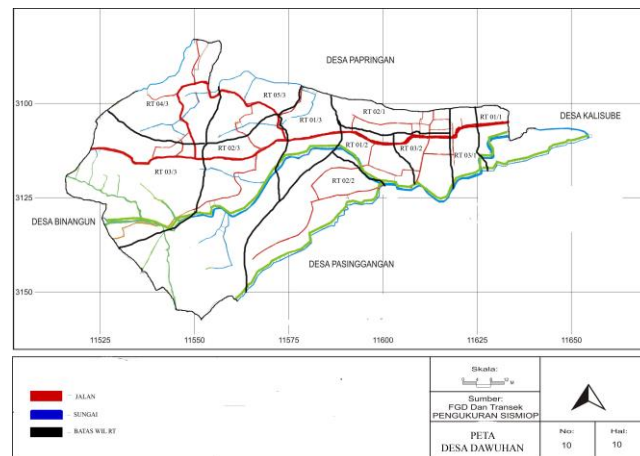 DESA PAPRINGAN
RT 04/3
RT 05/3
3100
RT 02/1
RT 01/1
DESA KALISUBE
RT 01/3
RT 02/3
RT 01/2
RT 03/2
RT 03/1
RT 03/3
RT 02/2
3125
DESA BINANGUN
DESA PASINGGANGAN
3150
11525
11550
11575
11600
11625
11650
JALAN
SUNGAI
BATAS WIL RT
Skala:
Sumber:
FGD Dan Transek
PENGUKURAN SISMIOP
PETA
DESA DAWUHAN
No:
10
Hal:
10